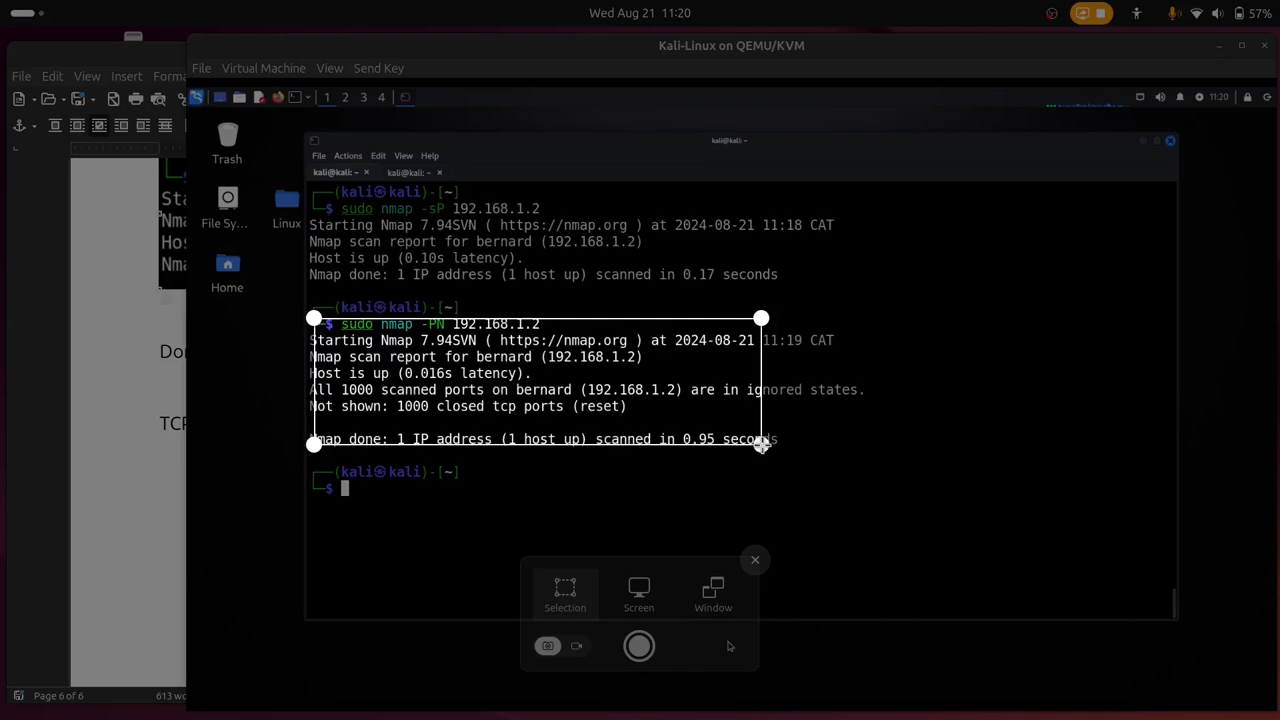 Wed Aug 21  11:20
57%
Kali-Linux on QEMU/KVM
File Edit View Insert Forma
File Virtual Machine View Send Key
1 2 3 4
11:20
Trash
File Sy...
Linux
Home
kali@kali: ~
File Actions Edit View Help
kali@kali: ~ × kali@kali: ~ ×
┌──(kali㉿kali)-[~]
└─$ sudo nmap -sP 192.168.1.2
Starting Nmap 7.94SVN ( https://nmap.org ) at 2024-08-21 11:18 CAT
Nmap scan report for bernard (192.168.1.2)
Host is up (0.10s latency).
Nmap done: 1 IP address (1 host up) scanned in 0.17 seconds
┌──(kali㉿kali)-[~]
└─$ sudo nmap -PN 192.168.1.2
Starting Nmap 7.94SVN ( https://nmap.org ) at 2024-08-21 11:19 CAT
Nmap scan report for bernard (192.168.1.2)
Host is up (0.016s latency).
All 1000 scanned ports on bernard (192.168.1.2) are in ignored states.
Not shown: 1000 closed tcp ports (reset)
Nmap done: 1 IP address (1 host up) scanned in 0.95 seconds
┌──(kali㉿kali)-[~]
└─$
Sta
Nma
Hos
Nma
Don
TCP
Selection
Screen
Window
Page 6 of 6
613 wo